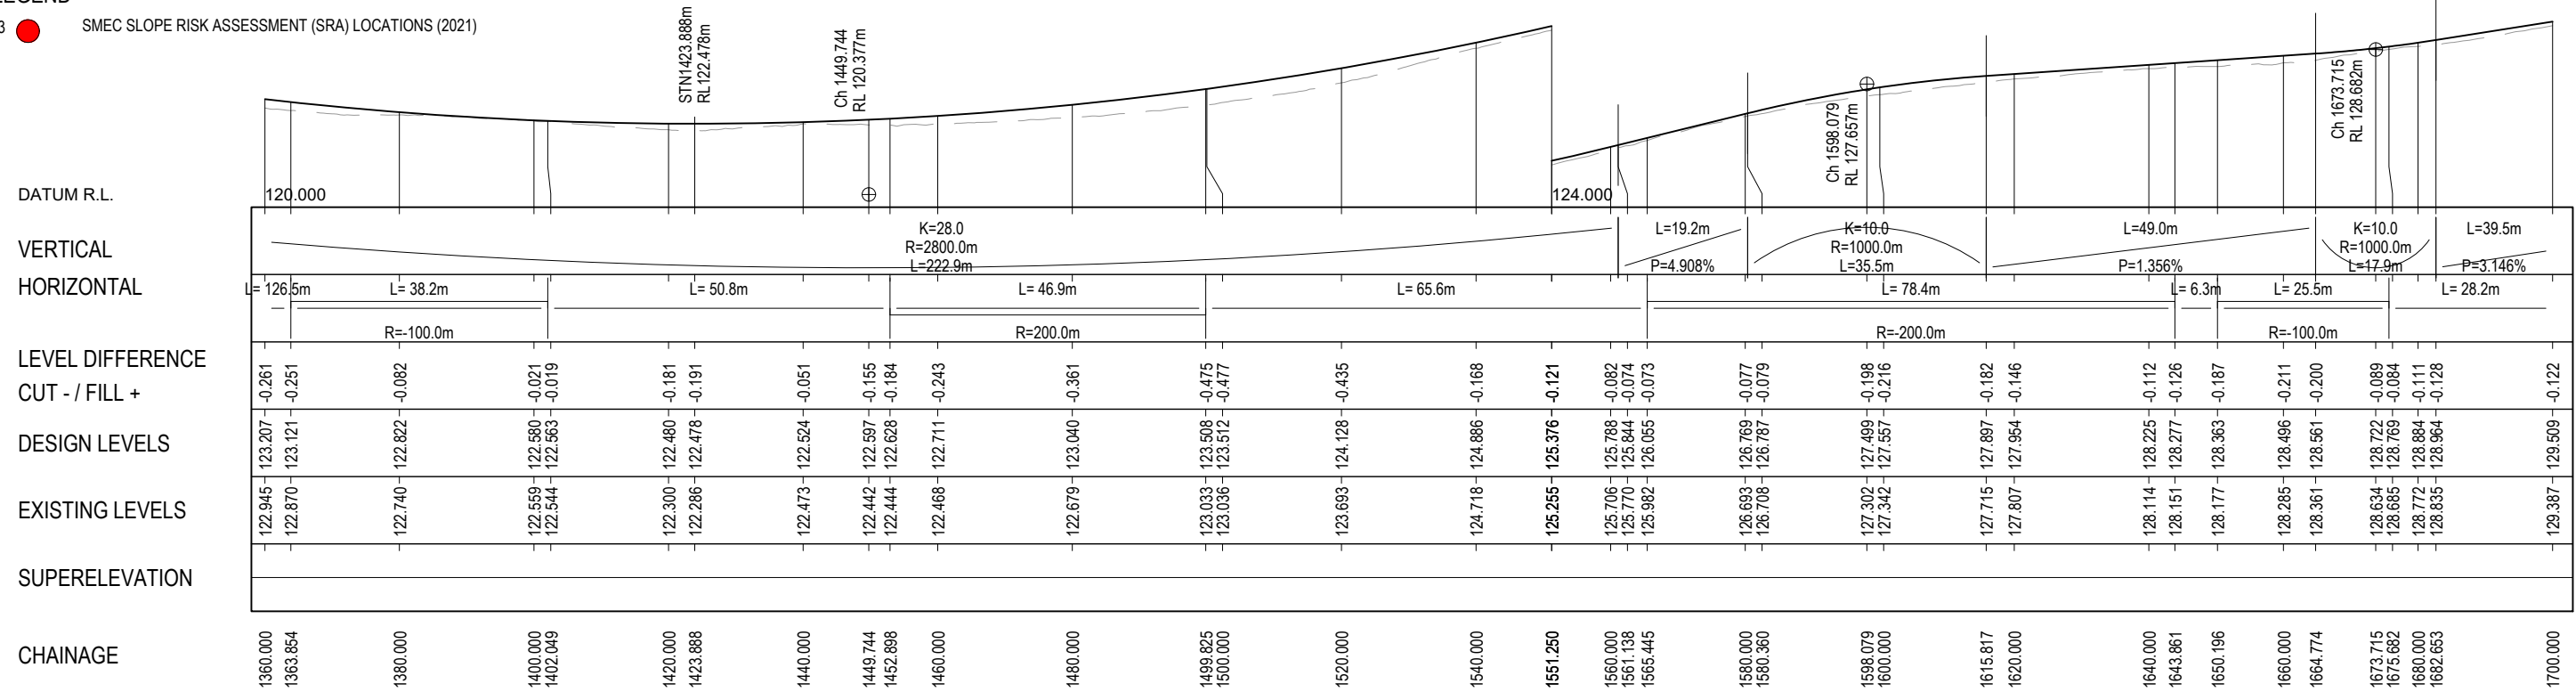 LEGEND
3 SMEC SLOPE RISK ASSESSMENT (SRA) LOCATIONS (2021)
STN1423.888m
RL122.478m
Ch 1449.744
RL 120.377m
Ch 1598.079
RL 127.657m
Ch 1673.715
RL 128.682m
DATUM R.L. 120.000 124.000
VERTICAL
K=28.0
R=2800.0m
L=222.9m
L=19.2m
P=4.908%
K=10.0
R=1000.0m
L=35.5m
L=49.0m
P=1.356%
K=10.0
R=1000.0m
L=17.9m
L=39.5m
P=3.146%
HORIZONTAL
L= 126.5m L= 38.2m L= 50.8m L= 46.9m L= 65.6m L= 78.4m L= 6.3m L= 25.5m L= 28.2m
R=-100.0m R=200.0m R=-200.0m R=-100.0m
LEVEL DIFFERENCE
CUT - / FILL +
-0.261 -0.251 -0.082 -0.021 -0.019 -0.181 -0.191 -0.051 -0.155 -0.184 -0.243 -0.361 -0.475 -0.477 -0.435 -0.168 -0.121 -0.082 -0.074 -0.073 -0.077 -0.079 -0.198 -0.216 -0.182 -0.146 -0.112 -0.126 -0.187 -0.211 -0.200 -0.089 -0.084 -0.111 -0.128 -0.122
DESIGN LEVELS 123.207 123.121 122.822 122.580 122.563 122.480 122.478 122.524 122.597 122.628 122.711 123.040 123.508 123.512 124.128 124.886 125.376 125.788 125.844 126.055 126.769 126.787 127.499 127.557 127.897 127.954 128.225 128.277 128.363 128.496 128.561 128.722 128.769 128.884 128.964 129.509
EXISTING LEVELS 122.945 122.870 122.740 122.559 122.544 122.300 122.286 122.473 122.442 122.444 122.468 122.679 123.033 123.036 123.693 124.718 125.255 125.706 125.770 125.982 126.693 126.708 127.302 127.342 127.715 127.807 128.114 128.151 128.177 128.285 128.361 128.634 128.685 128.772 128.835 129.387
SUPERELEVATION
CHAINAGE 1360.000 1363.854 1380.000 1400.000 1402.049 1420.000 1423.888 1440.000 1449.744 1452.898 1460.000 1480.000 1499.825 1500.000 1520.000 1540.000 1551.250 1560.000 1561.138 1565.445 1580.000 1580.360 1598.079 1600.000 1615.817 1620.000 1640.000 1643.861 1650.196 1660.000 1664.774 1673.715 1675.682 1680.000 1682.653 1700.000